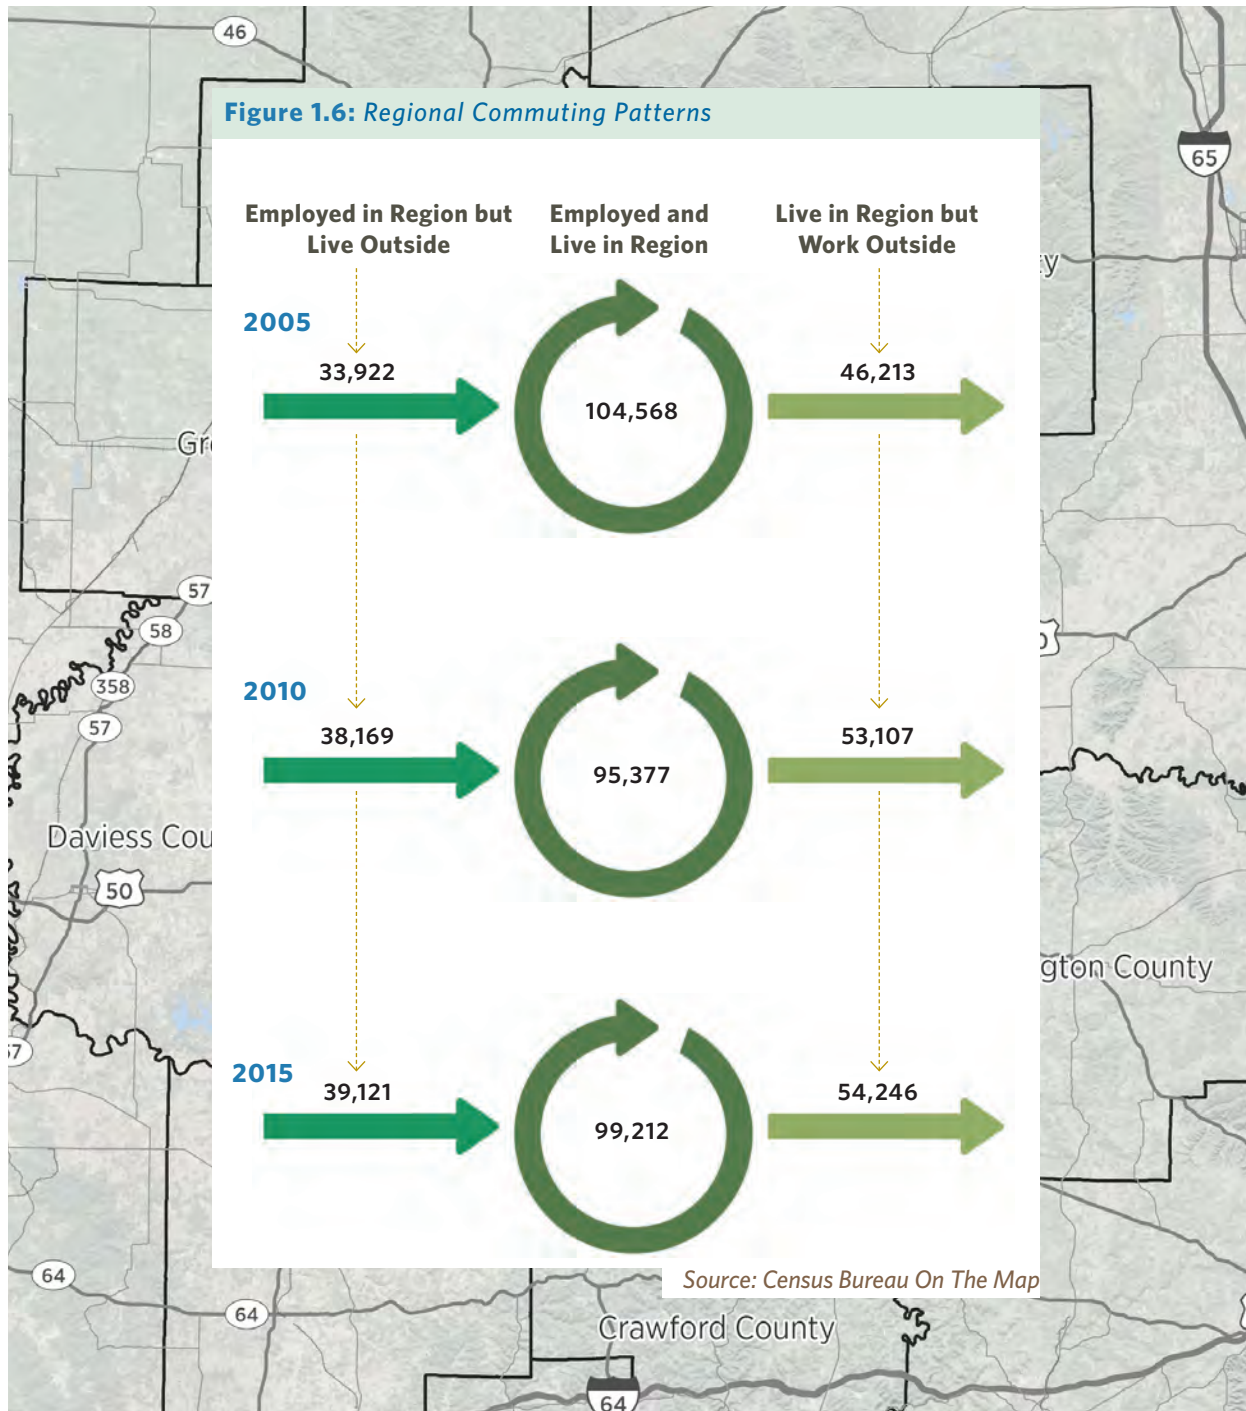 46
65
Figure 1.6: Regional Commuting Patterns
Employed in Region but
Live Outside
Employed and
Live in Region
Live in Region but
Work Outside
2005
33,922
104,568
46,213
57
58
358
57
2010
38,169
95,377
53,107
Daviess Cou
50
gton County
57
2015
39,121
99,212
54,246
Source: Census Bureau On The Map
64
64
Crawford County
64